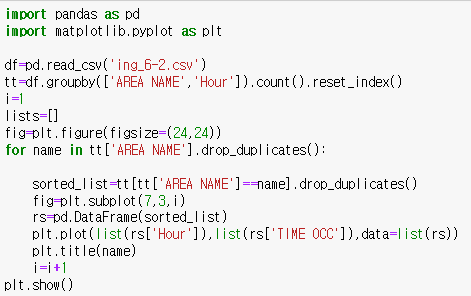 import pandas as pd
import matplotlib.pyplot as plt
df=pd.read_csv('ing_6-2.csv')
tt=df.groupby(['AREA NAME','Hour']).count().reset_index()
i=1
lists=[]
fig=plt.figure(figsize=(24,24))
for name in tt['AREA NAME'].drop_duplicates():
sorted_list=tt[tt['AREA NAME']==name].drop_duplicates()
fig=plt.subplot(7,3,i)
rs=pd.DataFrame(sorted_list)
plt.plot(list(rs['Hour']),list(rs['TIME OCC']),data=list(rs))
plt.title(name)
i=i+1
plt.show()